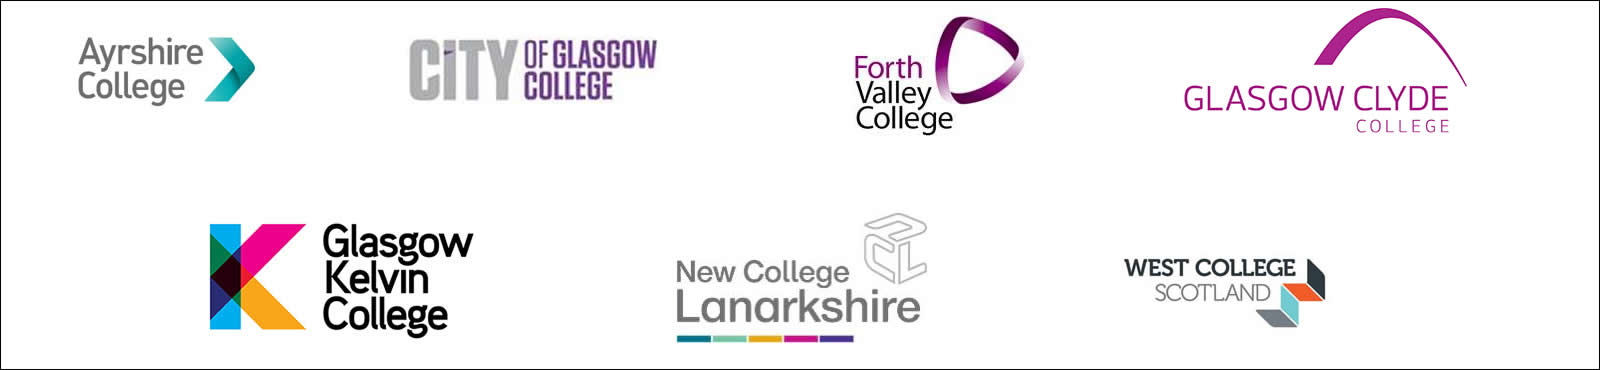 Ayrshire
College
CiTY
OF GLASGOW
COLLEGE
Forth
Valley
College
GLASGOW CLYDE
COLLEGE
K
Glasgow
Kelvin
College
NCL
New College
Lanarkshire
WEST COLLEGE
SCOTLAND